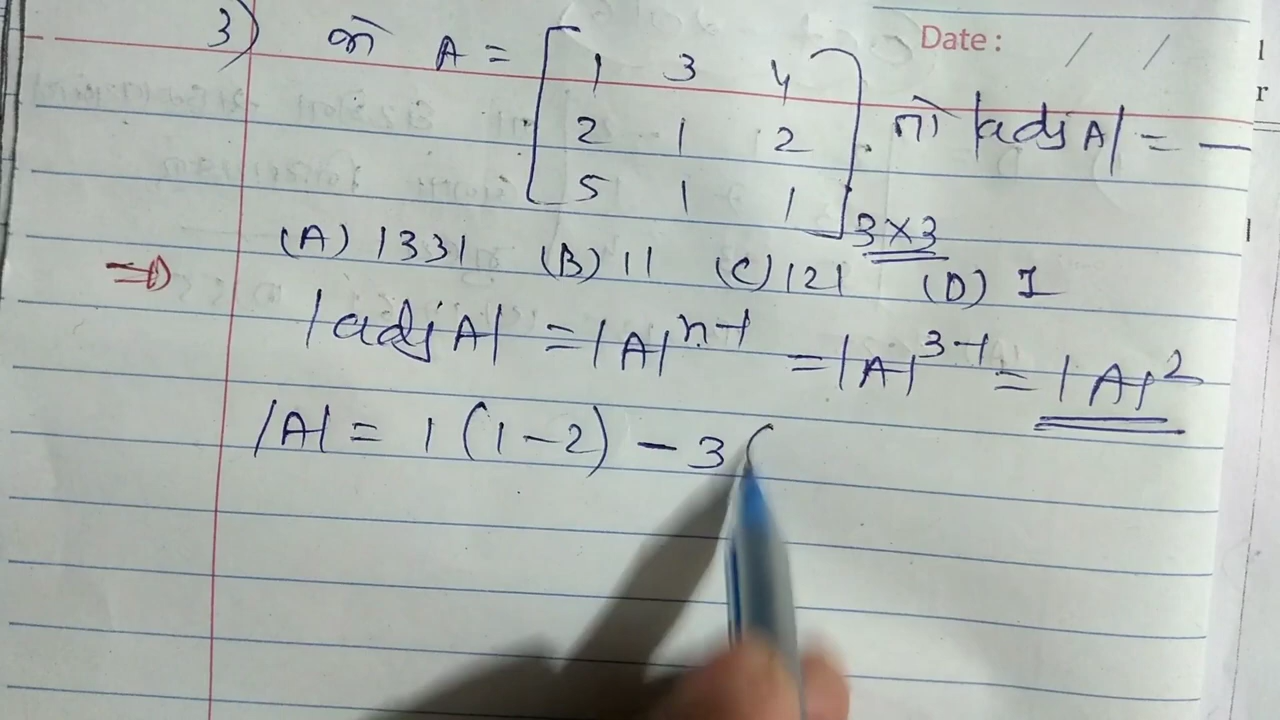 Date : / /
3) જો A = [ 1 3 4
2 1 2
5 1 1 ] 3×3 . તો |adj A| = —
(A) 1331 (B) 11 (C) 121 (D) 1
⇒ |adj A| = |A|ⁿ⁻¹ = |A|³⁻¹ = |A|²
|A| = 1 (1-2) - 3 (